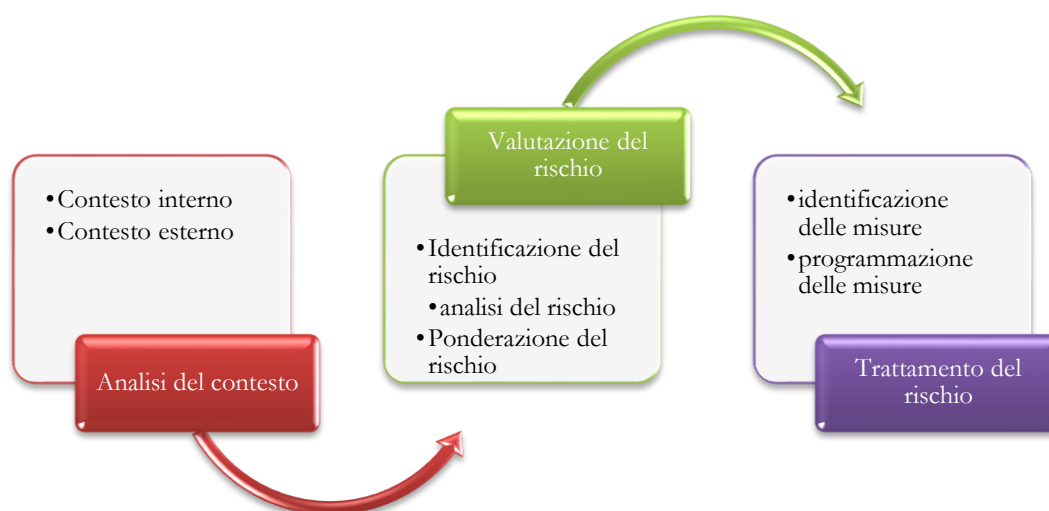 •Contesto interno
•Contesto esterno
Analisi del contesto
Valutazione del
rischio
•Identificazione del
rischio
•analisi del rischio
•Ponderazione del
rischio
•identificazione
delle misure
•programmazione
delle misure
Trattamento del
rischio